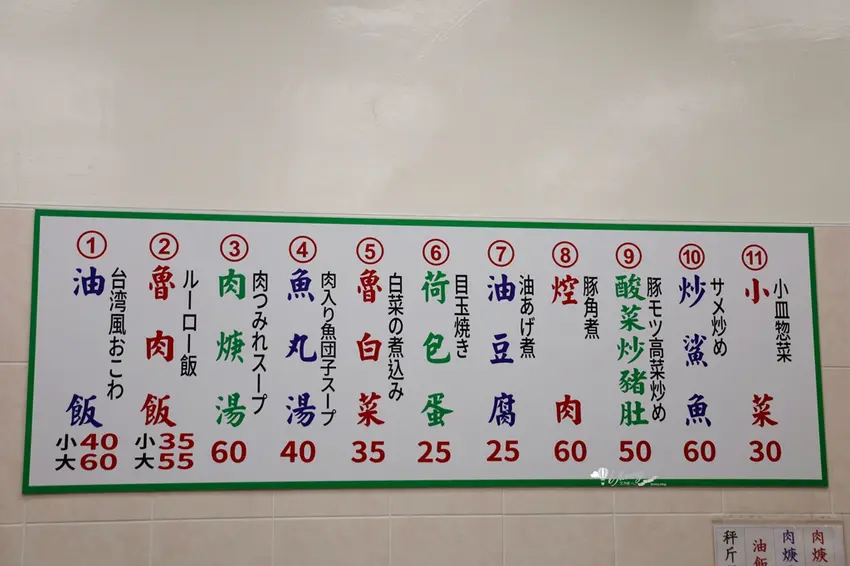 ①
油飯
台湾風おこわ
小40
大60
②
魯肉飯
ルーロー飯
小35
大55
③
肉焿湯
肉つみれスープ
60
④
魚丸湯
肉入り魚団子スープ
40
⑤
魯白菜
白菜の煮込み
35
⑥
荷包蛋
目玉焼き
25
⑦
油豆腐
油あげ煮
25
⑧
焢肉
豚角煮
60
⑨
酸菜炒豬肚
豚モツ高菜炒め
50
⑩
炒鯊魚
サメ炒め
60
⑪
小菜
小皿惣菜
30
秤斤
油飯
肉焿
肉焿